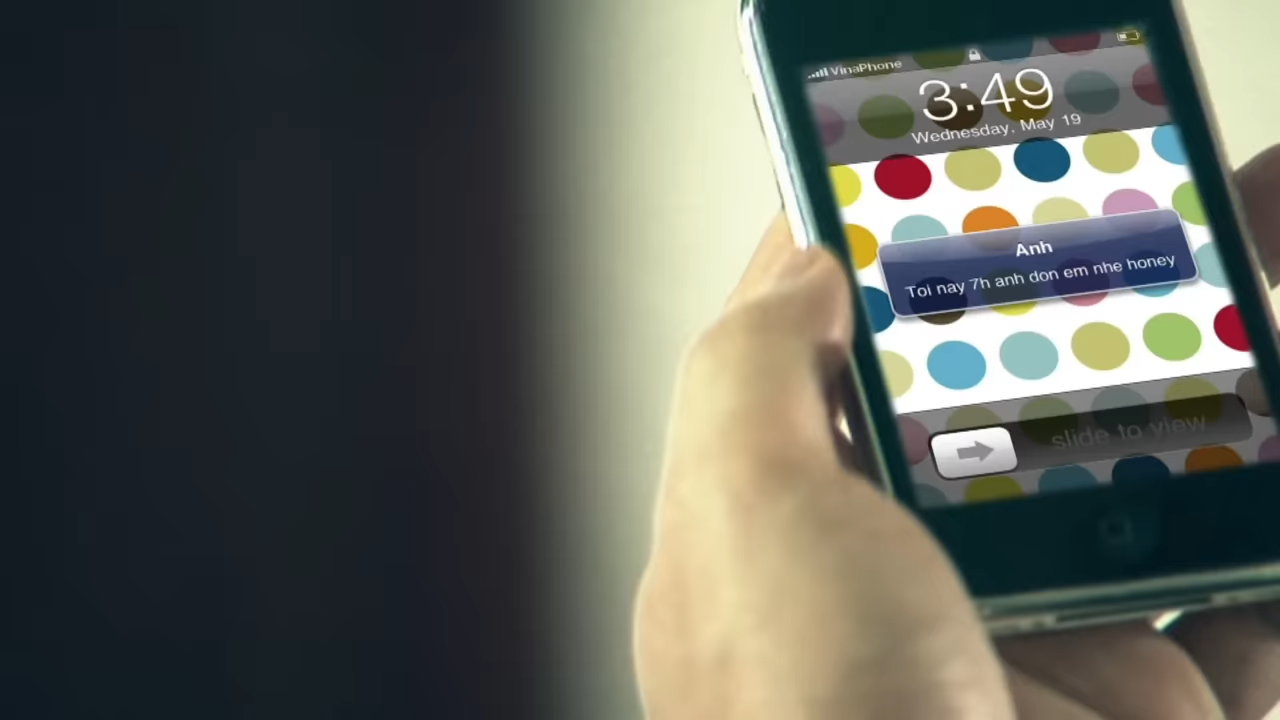 VinaPhone
3:49
Wednesday, May 19
Anh
Toi nay 7h anh don em nhe honey
slide to view